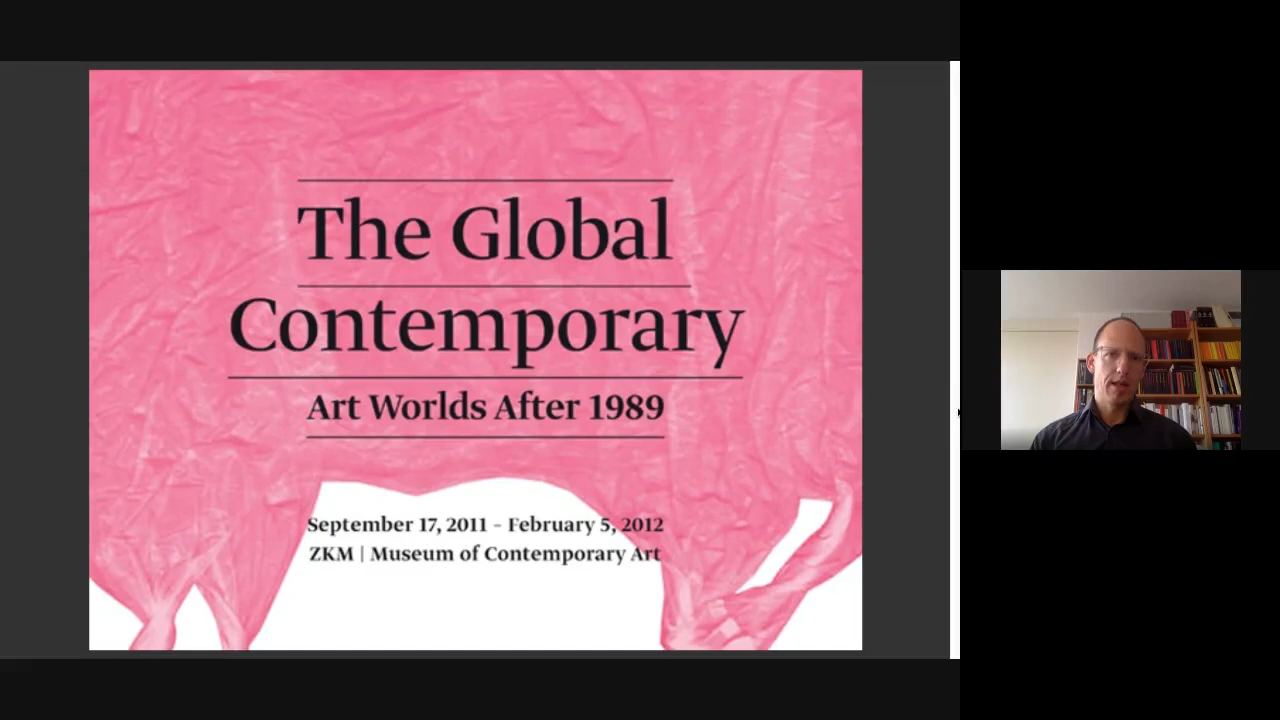 The Global
Contemporary
Art Worlds After 1989
September 17, 2011 – February 5, 2012
ZKM | Museum of Contemporary Art